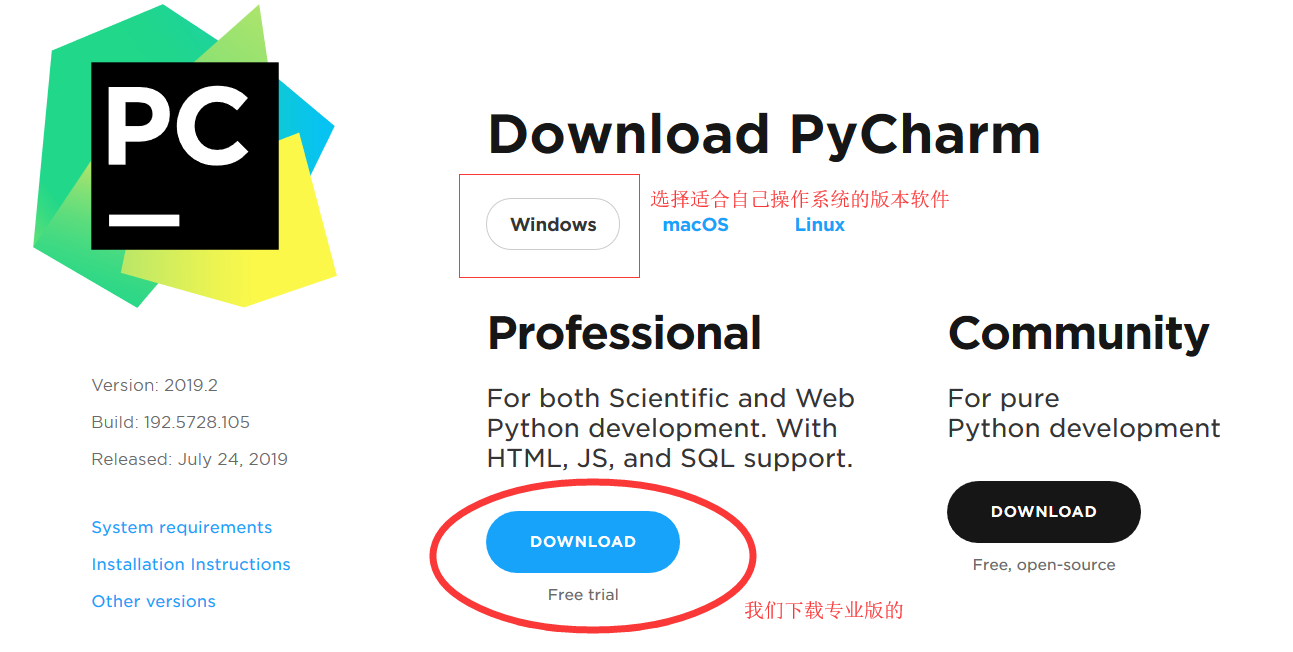 PC
Download PyCharm
选择适合自己操作系统的版本软件
Windows
macOS
Linux
Professional
For both Scientific and Web
Python development. With
HTML, JS, and SQL support.
DOWNLOAD
Free trial
我们下载专业版的
Community
For pure
Python development
DOWNLOAD
Free, open-source
Version: 2019.2
Build: 192.5728.105
Released: July 24, 2019
System requirements
Installation Instructions
Other versions